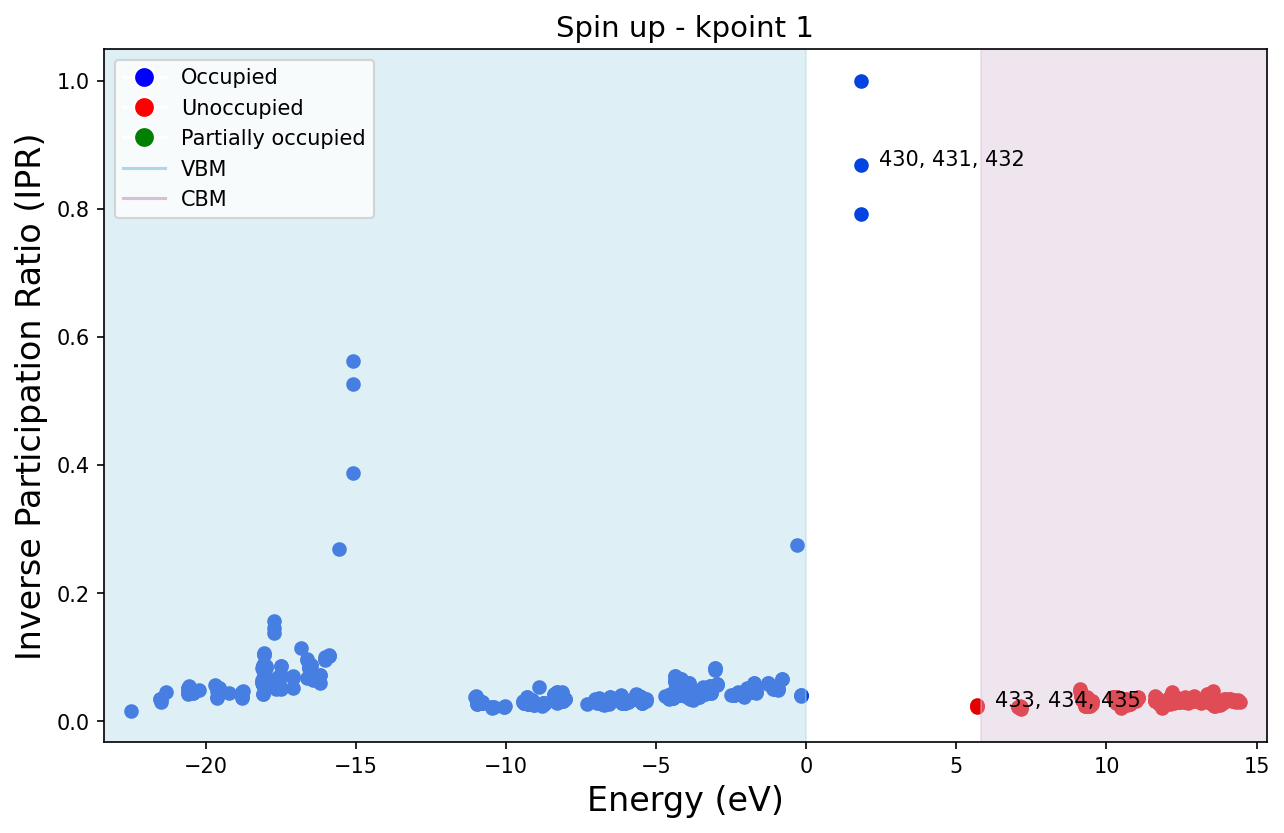 Spin up - kpoint 1
Occupied
Unoccupied
Partially occupied
VBM
CBM
430, 431, 432
433, 434, 435
1.0
0.8
0.6
0.4
0.2
0.0
Inverse Participation Ratio (IPR)
−20
−15
−10
−5
0
5
10
15
Energy (eV)